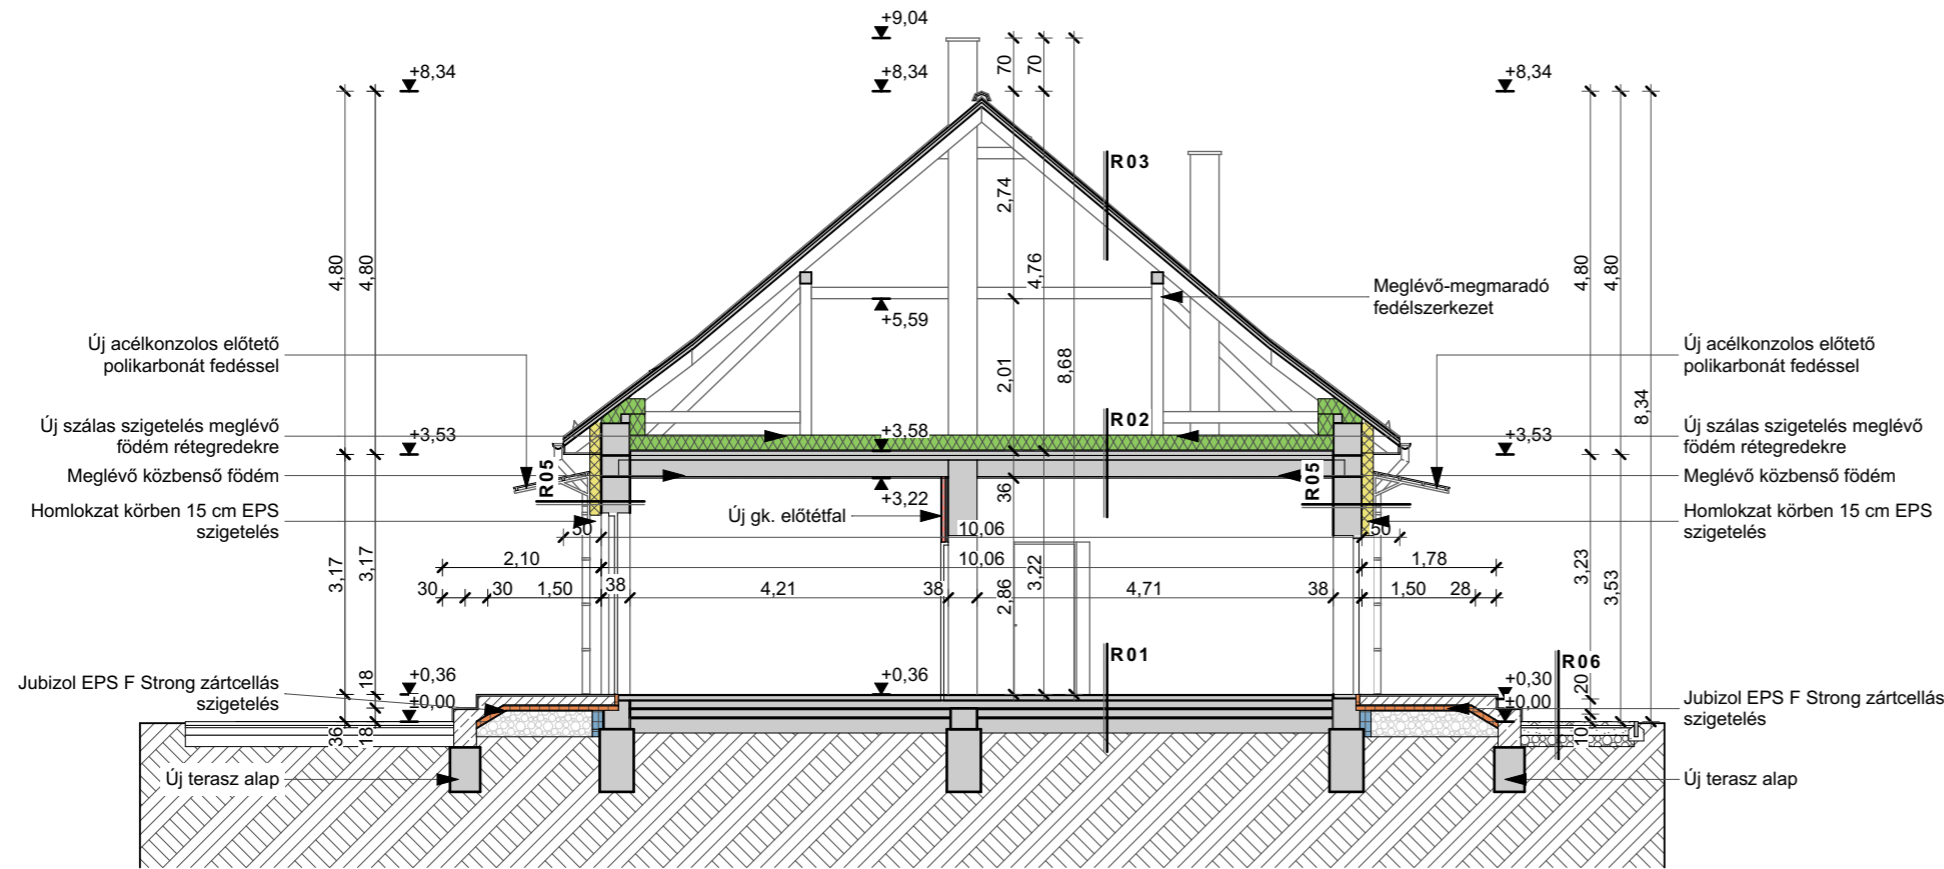 +9,04
+8,34
+8,34
+8,34
70
70
R03
2,74
4,80
4,80
4,76
4,80
4,80
Meglévő-megmaradó
fedélszerkezet
+5,59
Új acélkonzolos előtető
polikarbonát fedéssel
2,01
8,68
Új acélkonzolos előtető
polikarbonát fedéssel
8,34
Új szálas szigetelés meglévő
födém rétegredekre
+3,53
+3,58
R02
+3,53
Új szálas szigetelés meglévő
födém rétegredekre
Meglévő közbenső födém
R05
R05
Meglévő közbenső födém
+3,22
36
Homlokzat körben 15 cm EPS
szigetelés
Új gk. előtétfal
Homlokzat körben 15 cm EPS
szigetelés
50
10,06
50
2,10
10,06
1,78
3,17
3,17
3,22
3,23
3,53
30
30
1,50
38
4,21
38
2,86
4,71
38
1,50
28
R01
R06
Jubizol EPS F Strong zártcellás
szigetelés
18
+0,36
±0,00
+0,36
+0,30
±0,00
20
Jubizol EPS F Strong zártcellás
szigetelés
36
18
10
Új terasz alap
Új terasz alap